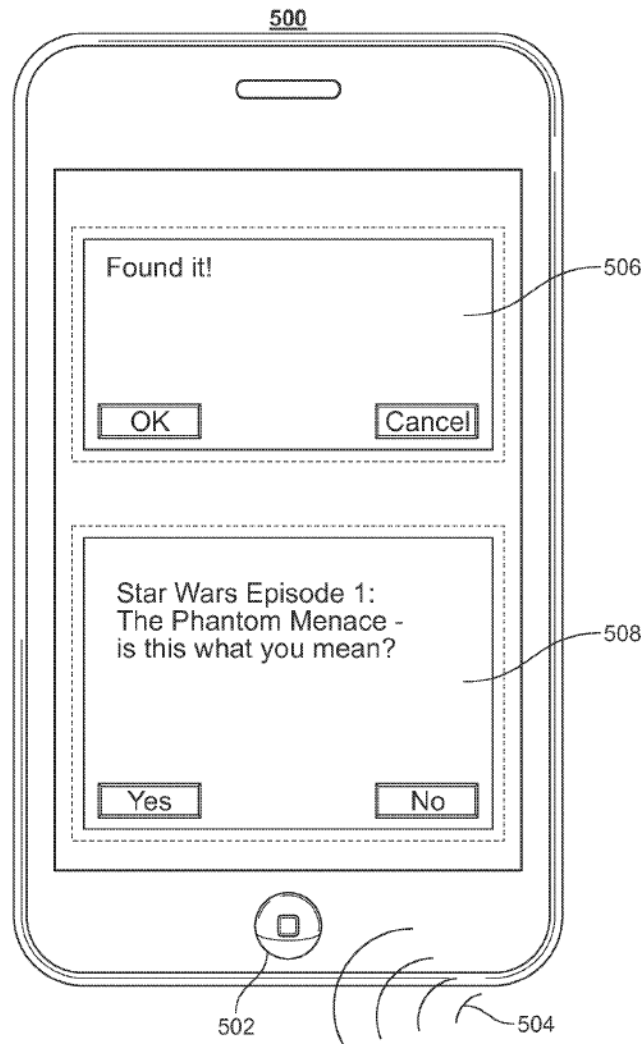 500
Found it!
506
OK
Cancel
Star Wars Episode 1:
The Phantom Menace -
is this what you mean?
508
Yes
No
502
504